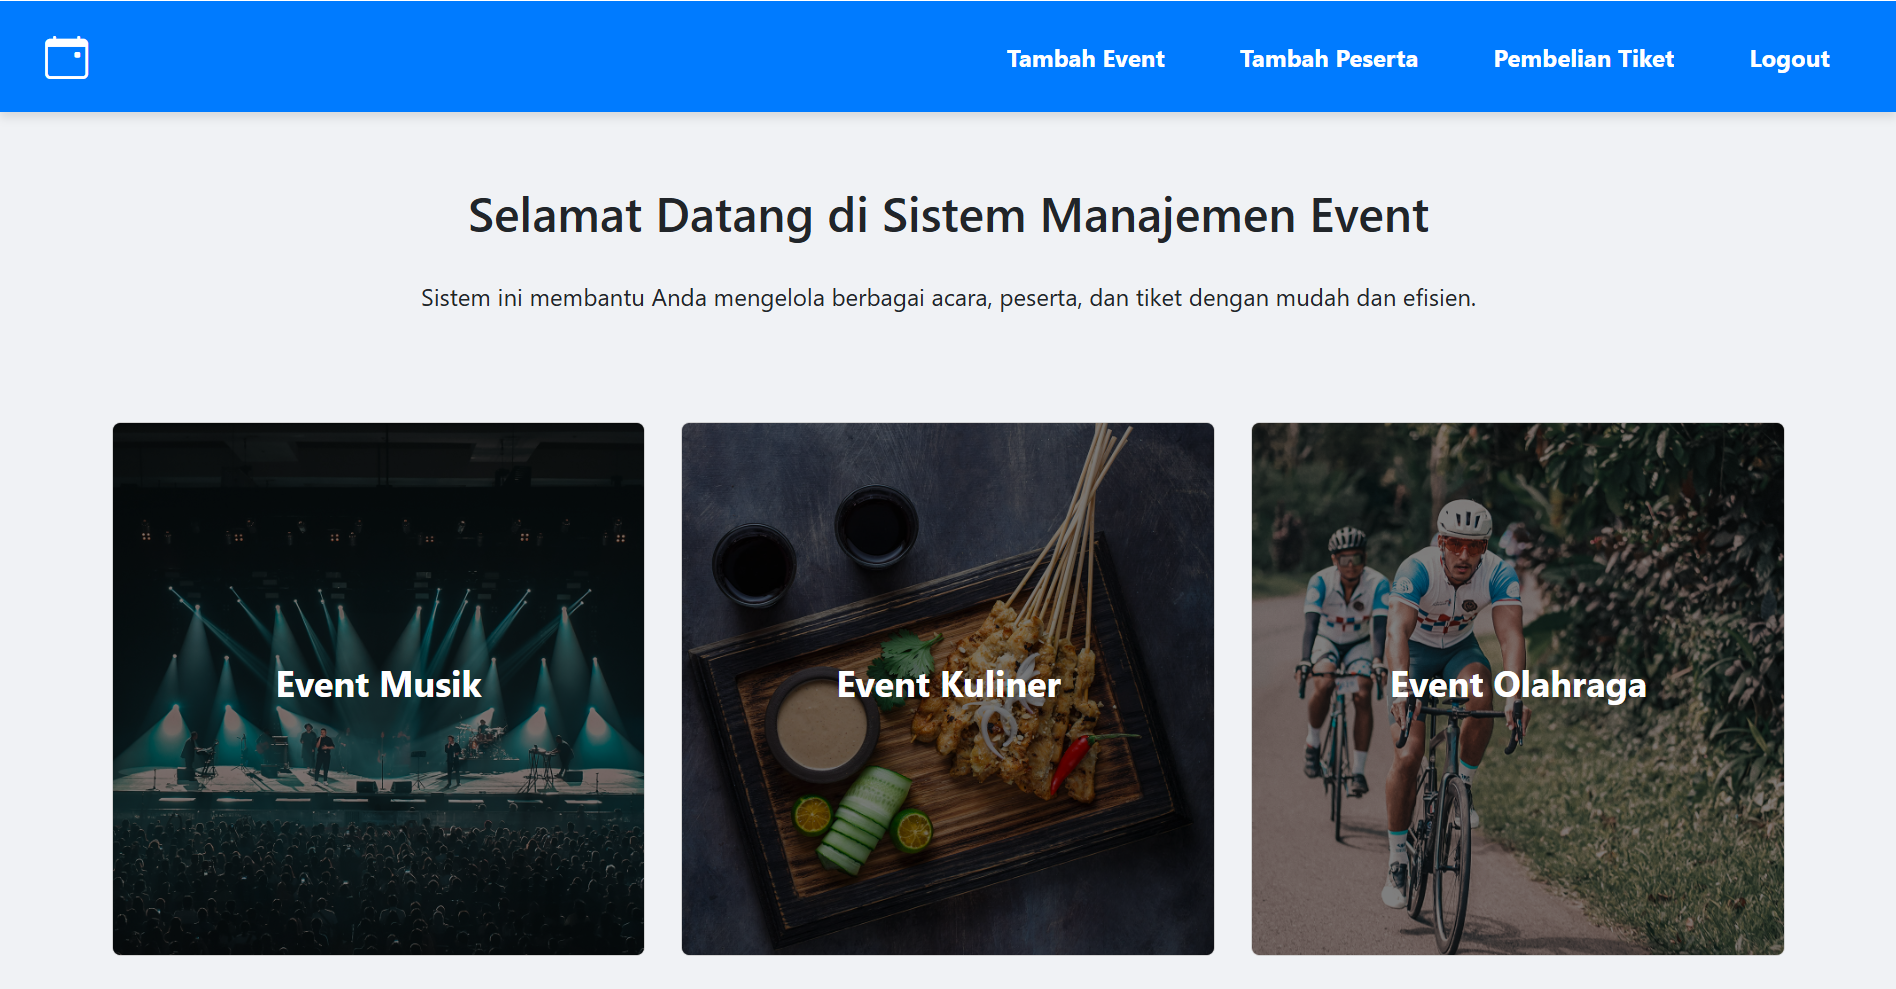 Tambah Event Tambah Peserta Pembelian Tiket Logout
Selamat Datang di Sistem Manajemen Event
Sistem ini membantu Anda mengelola berbagai acara, peserta, dan tiket dengan mudah dan efisien.
Event Musik
Event Kuliner
Event Olahraga